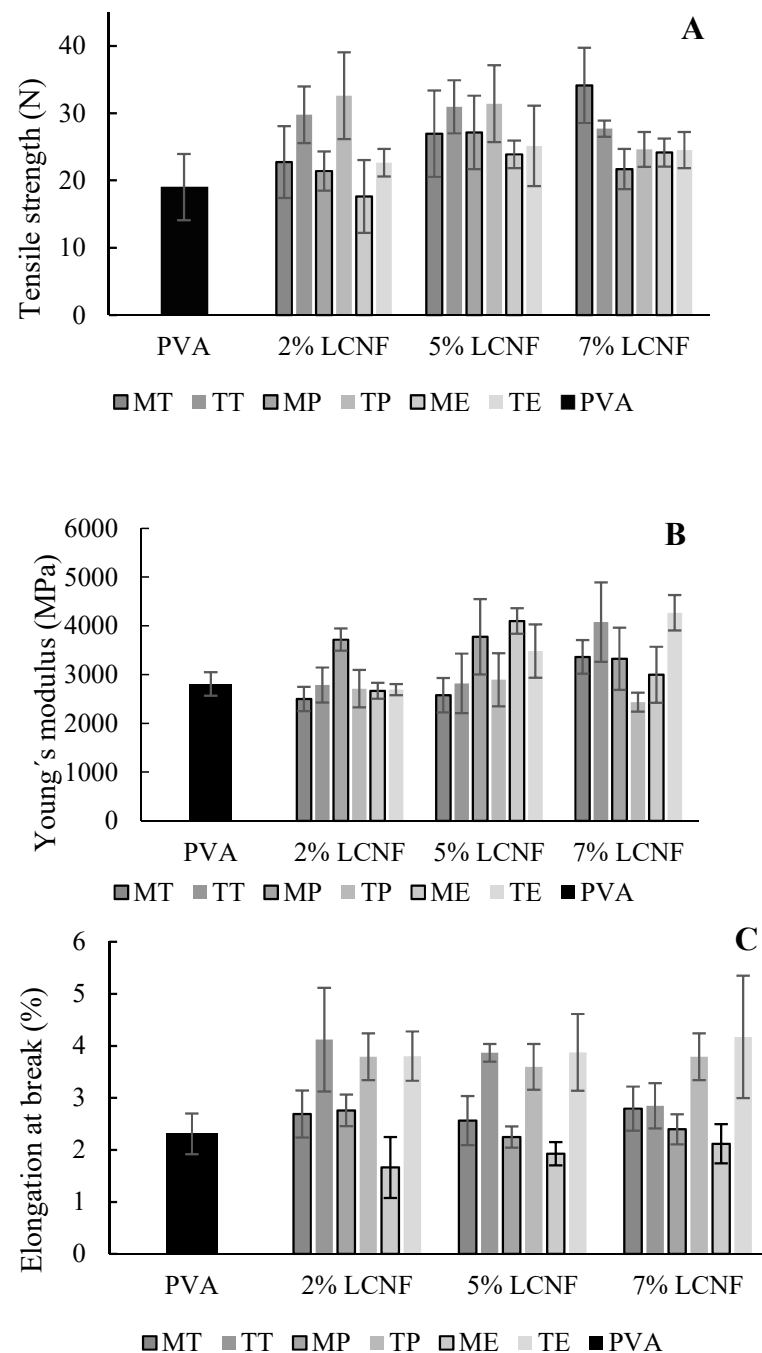 A
Tensile strength (N)
40
30
20
10
0
PVA 2% LCNF 5% LCNF 7% LCNF
MT TT MP TP ME TE PVA
B
Young´s modulus (MPa)
6000
5000
4000
3000
2000
1000
0
PVA 2% LCNF 5% LCNF 7% LCNF
MT TT MP TP ME TE PVA
C
Elongation at break (%)
6
5
4
3
2
1
0
PVA 2% LCNF 5% LCNF 7% LCNF
MT TT MP TP ME TE PVA